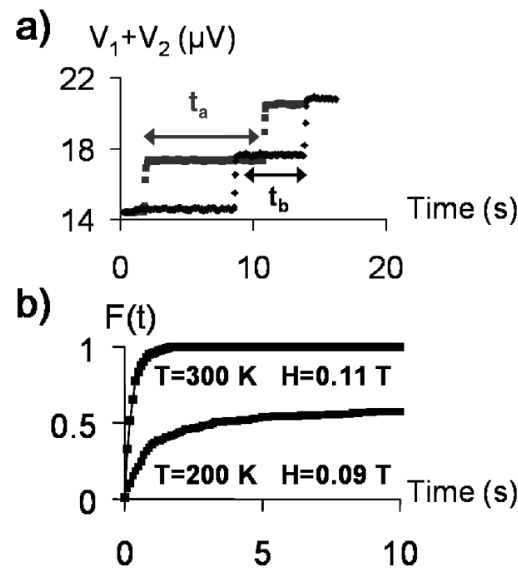 a)
V1+V2 (µV)
22
18
14
ta
tb
0
10
20
Time (s)
b)
F(t)
1
0.5
0
T=300 K H=0.11 T
T=200 K H=0.09 T
Time (s)
0
5
10